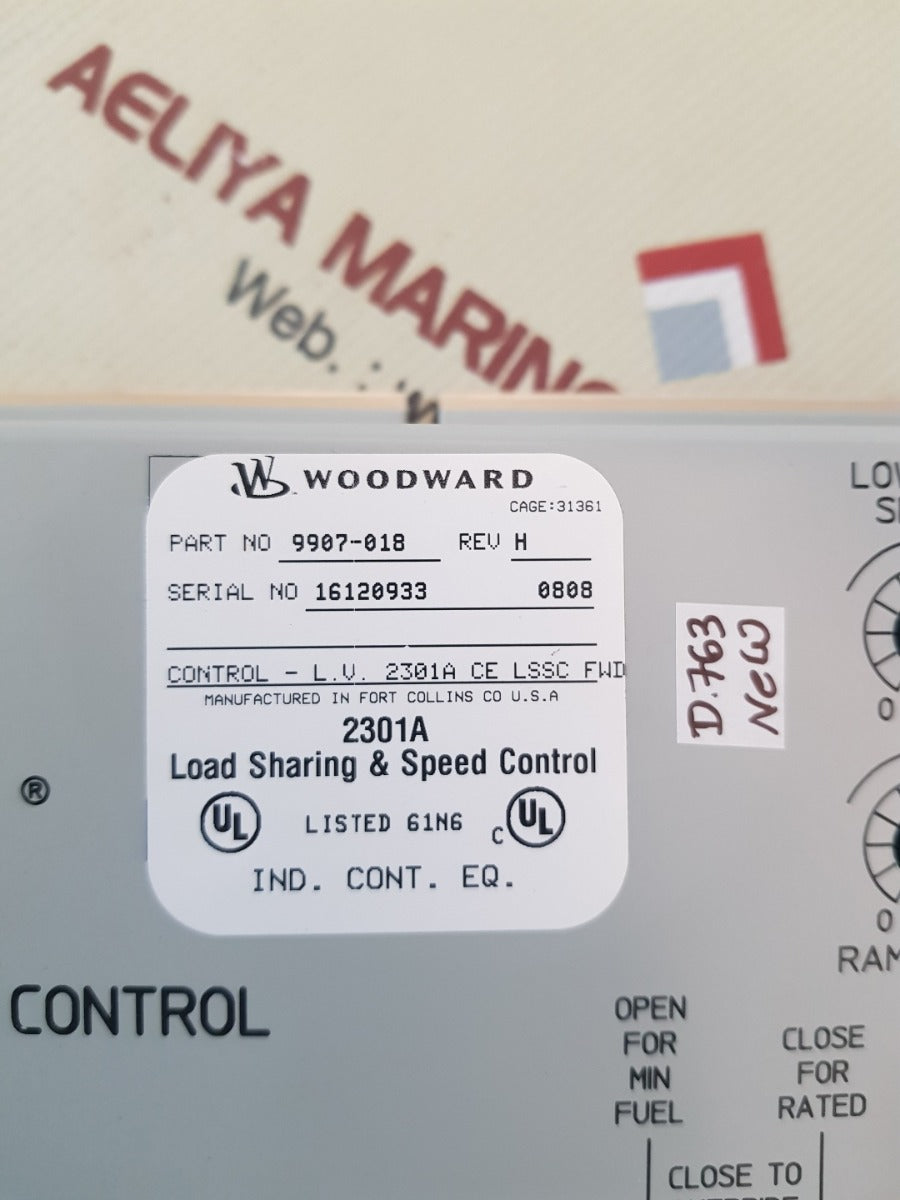 AELIYA MARINE
Web. :
WOODWARD
CAGE:31361
PART NO 9907-018 REV H
SERIAL NO 16120933 0808
CONTROL - L.V. 2301A CE LSSC FWD
MANUFACTURED IN FORT COLLINS CO U.S.A
2301A
Load Sharing & Speed Control
UL LISTED 61N6 C UL
IND. CONT. EQ.
D.763
NeW
®
CONTROL
0
0
OPEN
FOR
MIN
FUEL
CLOSE
FOR
RATED
CLOSE TO